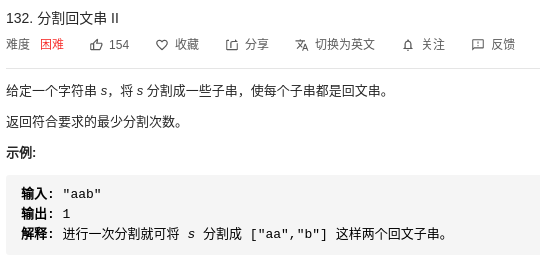 132. 分割回文串 II
难度 困难 154 收藏 分享 切换为英文 关注 反馈
给定一个字符串 s，将 s 分割成一些子串，使每个子串都是回文串。
返回符合要求的最少分割次数。
示例:
输入: "aab"
输出: 1
解释: 进行一次分割就可将 s 分割成 ["aa","b"] 这样两个回文子串。